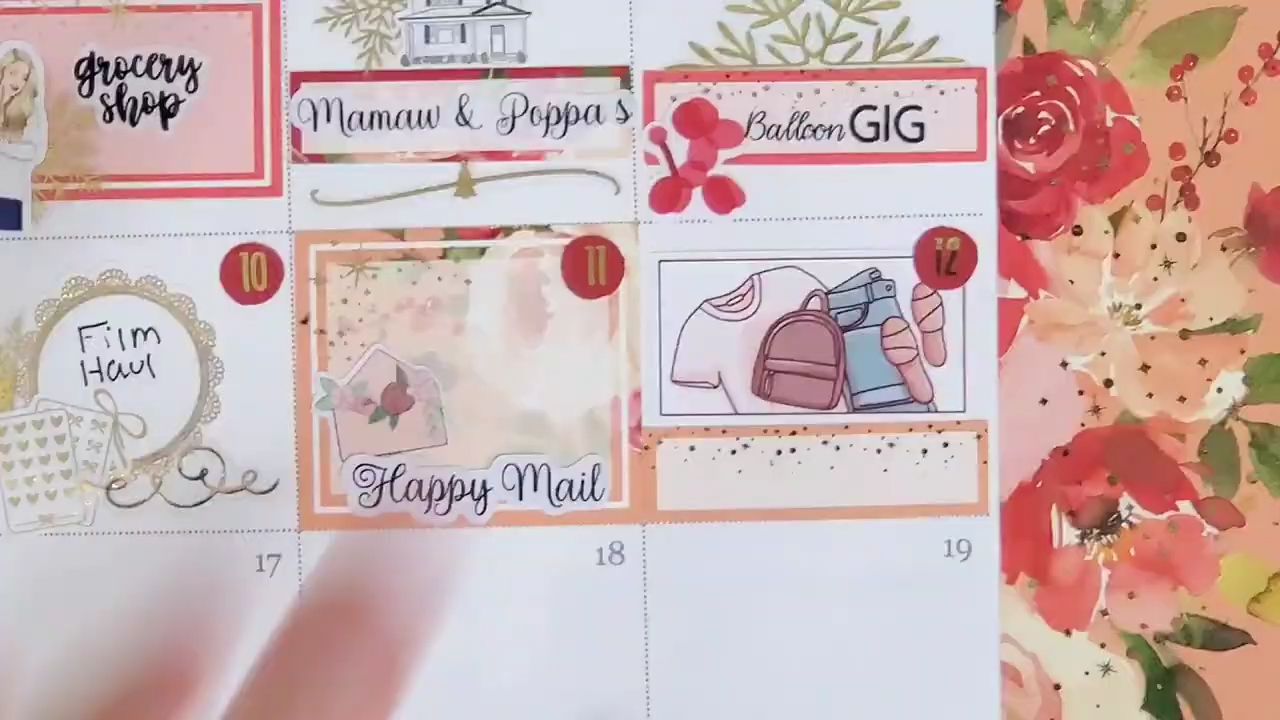 grocery
shop
Mamaw & Poppa's
Balloon GIG
10
11
12
Film
Haul
Happy Mail
17
18
19